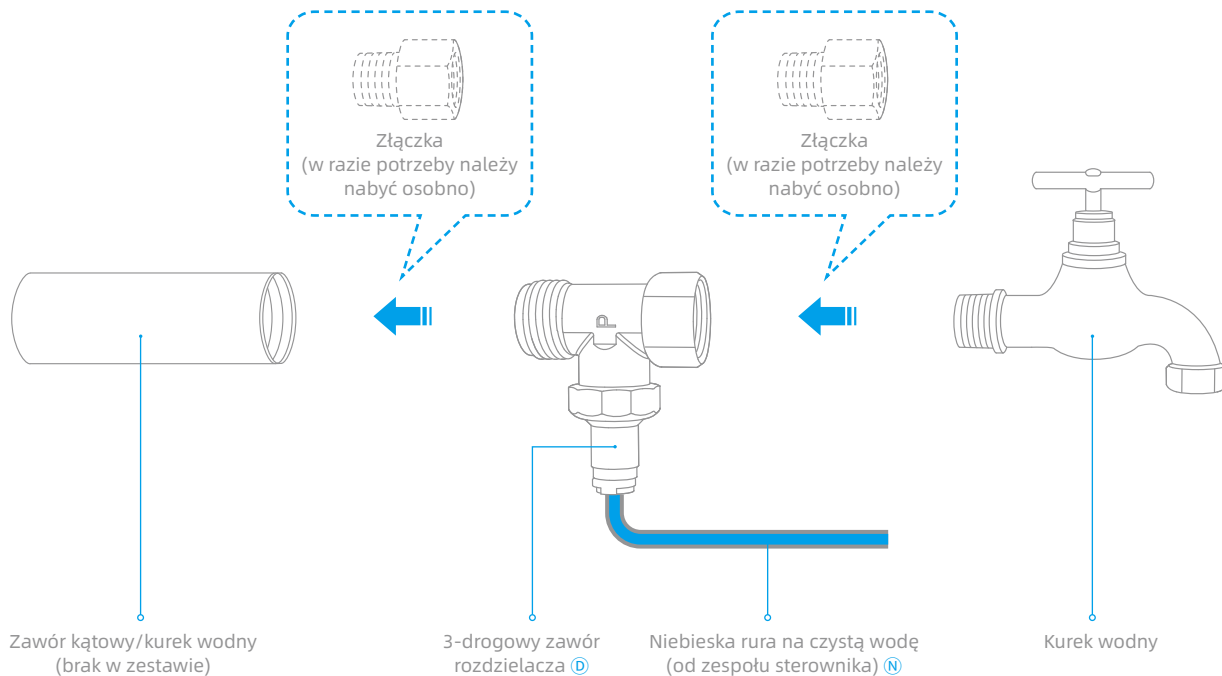 Złączka
(w razie potrzeby należy
nabyć osobno)
Złączka
(w razie potrzeby należy
nabyć osobno)
P
Zawór kątowy/kurek wodny
(brak w zestawie)
3-drogowy zawór
rozdzielacza Ⓓ
Niebieska rura na czystą wodę
(od zespołu sterownika) Ⓝ
Kurek wodny